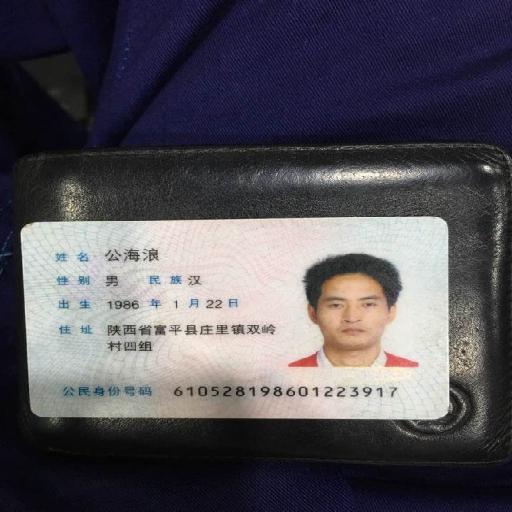 姓名 公海浪
性别 男 民族 汉
出生 1986 年 1 月 22 日
住址 陕西省富平县庄里镇双岭
村四组
公民身份号码 610528198601223917